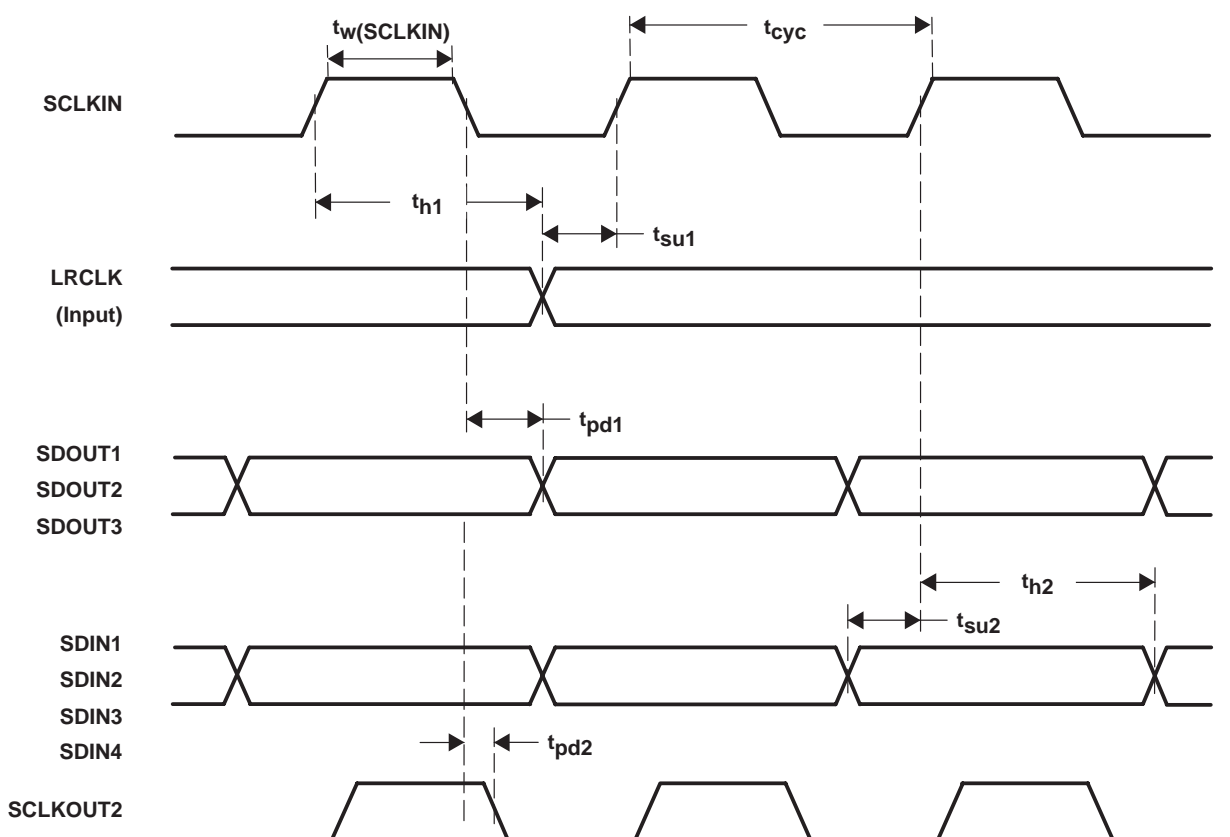 tw(SCLKIN)
tcyc
SCLKIN
th1
tsu1
LRCLK
(Input)
tpd1
SDOUT1
SDOUT2
SDOUT3
th2
tsu2
SDIN1
SDIN2
SDIN3
SDIN4
tpd2
SCLKOUT2